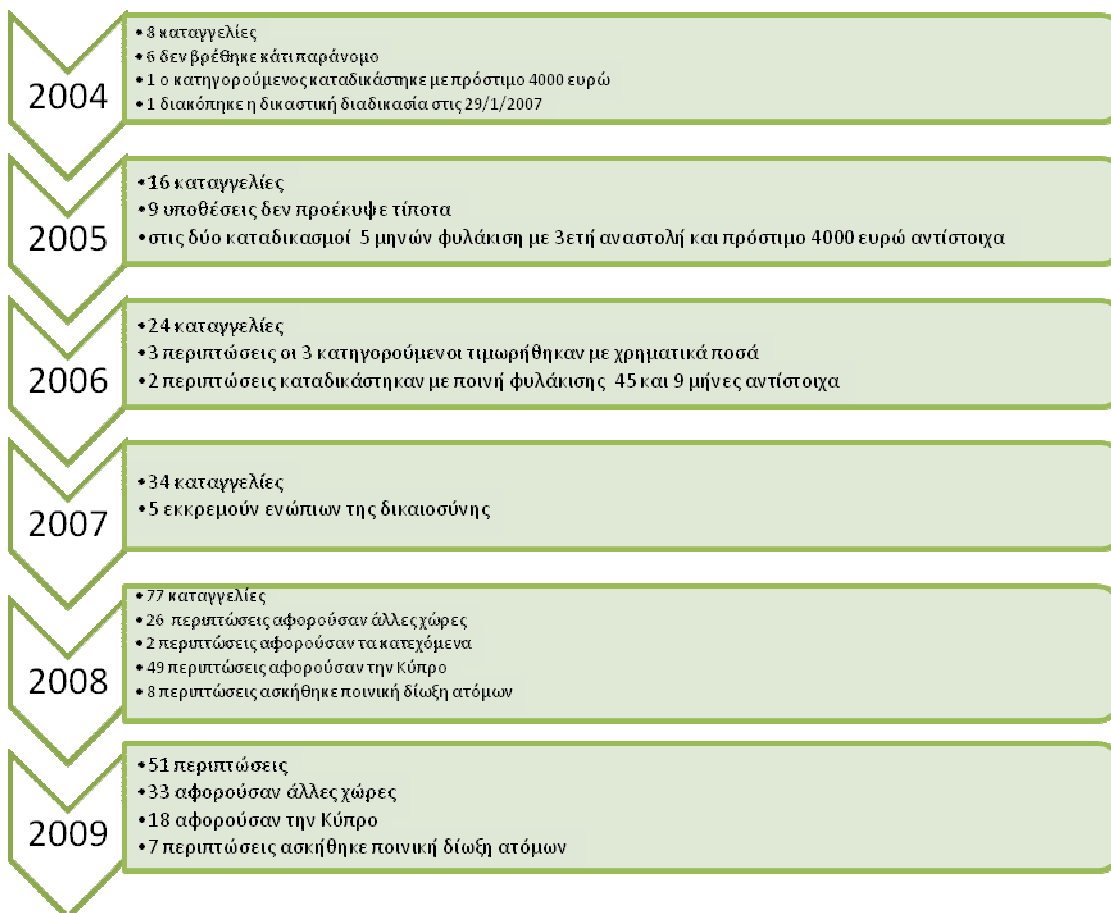 2004
• 8 καταγγελίες
• 6 δεν βρέθηκε κάτι παράνομο
• 1 ο κατηγορούμενος καταδικάστηκε με πρόστιμο 4000 ευρώ
• 1 διακόπηκε η δικαστική διαδικασία στις 29/1/2007
2005
•16 καταγγελίες
•9 υποθέσεις δεν προέκυψε τίποτα
•στις δύο καταδικασμοί 5 μηνών φυλάκιση με 3ετή αναστολή και πρόστιμο 4000 ευρώ αντίστοιχα
2006
•24 καταγγελίες
•3 περιπτώσεις οι 3 κατηγορούμενοι τιμωρήθηκαν με χρηματικά ποσά
•2 περιπτώσεις καταδικάστηκαν με ποινή φυλάκισης 45 και 9 μήνες αντίστοιχα
2007
•34 καταγγελίες
•5 εκκρεμούν ενώπιων της δικαιοσύνης
2008
• 77 καταγγελίες
• 26 περιπτώσεις αφορούσαν άλλες χώρες
• 2 περιπτώσεις αφορούσαν τα κατεχόμενα
• 49 περιπτώσεις αφορούσαν την Κύπρο
• 8 περιπτώσεις ασκήθηκε ποινική δίωξη ατόμων
2009
•51 περιπτώσεις
•33 αφορούσαν άλλες χώρες
•18 αφορούσαν την Κύπρο
•7 περιπτώσεις ασκήθηκε ποινική δίωξη ατόμων